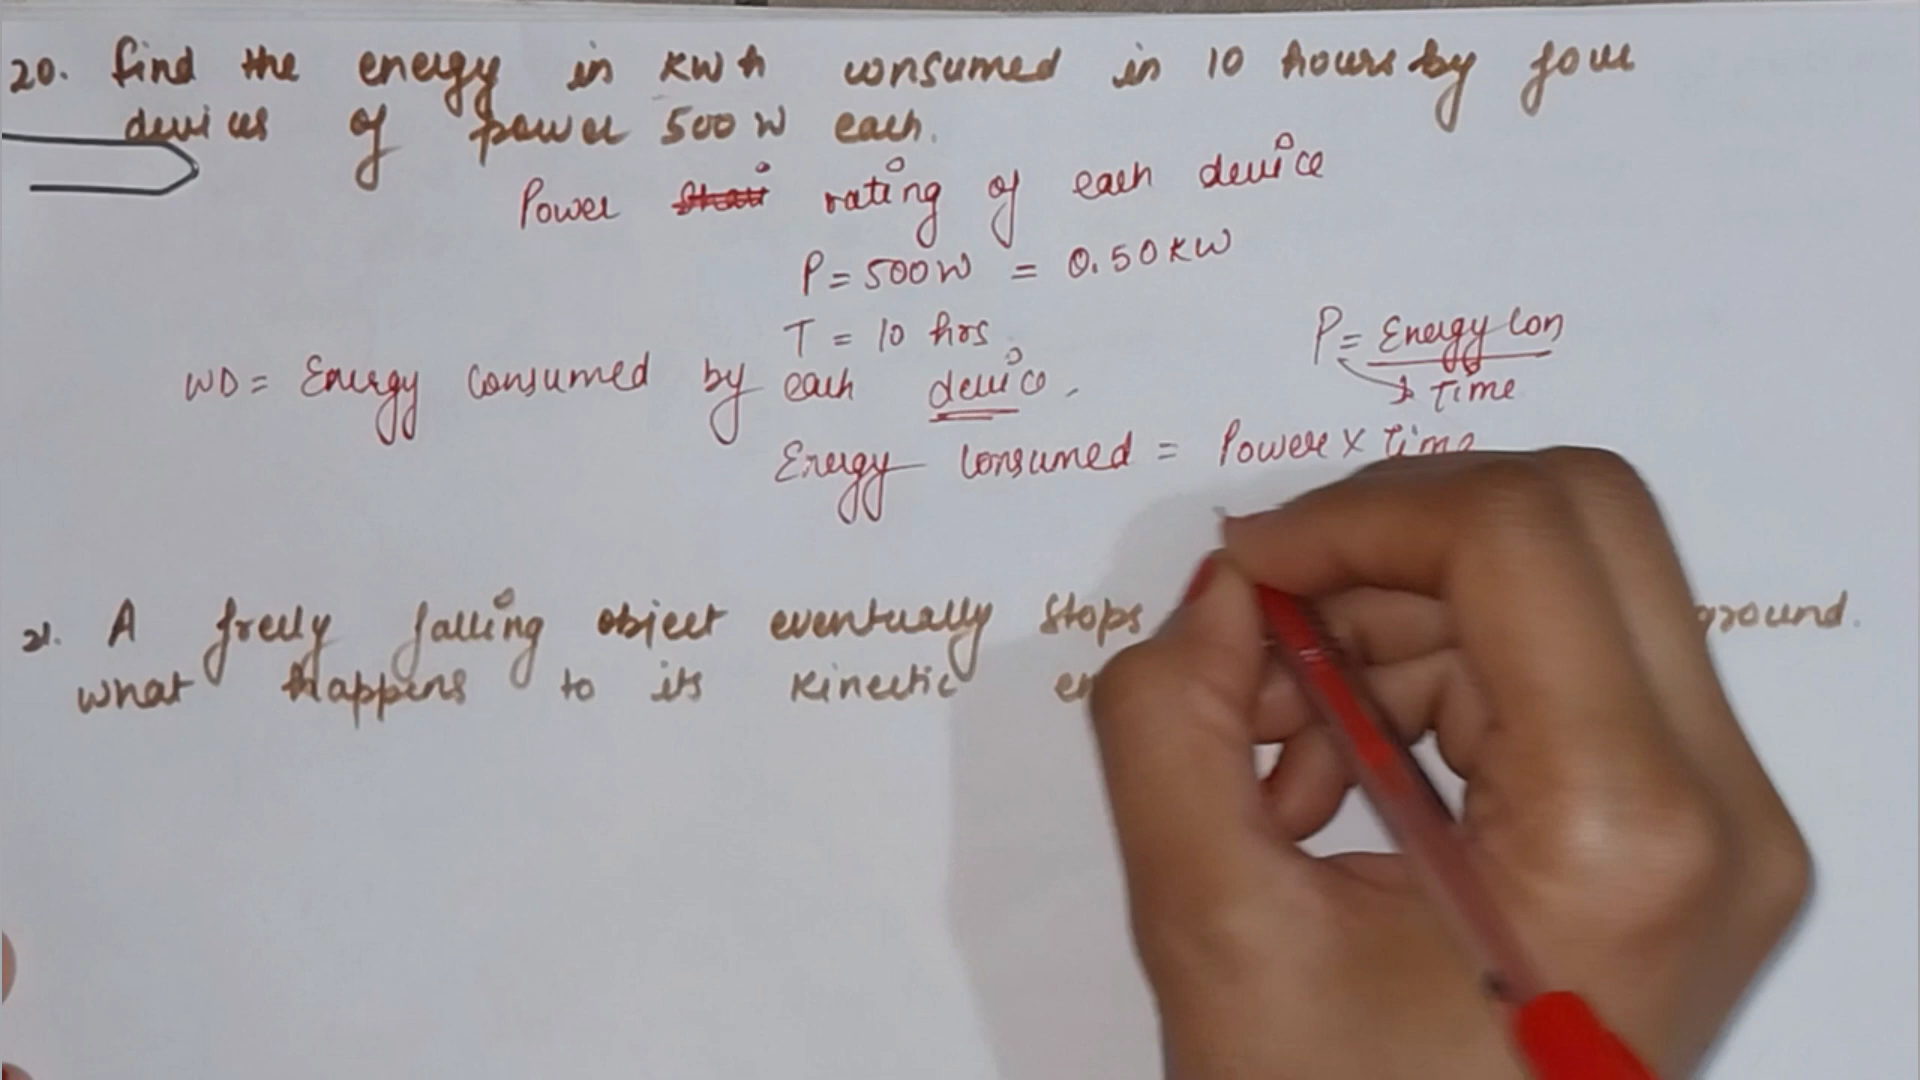 20. find the energy in kwh consumed in 10 hours by four
devices of power 500 W each.
Power rating of each device
P = 500W = 0.50KW
T = 10 hrs
P = Energy Con
Time
WD = Energy Consumed by each device.
Energy Consumed = Power X Time
21. A freely falling object eventually stops ground.
what happens to its kinetic